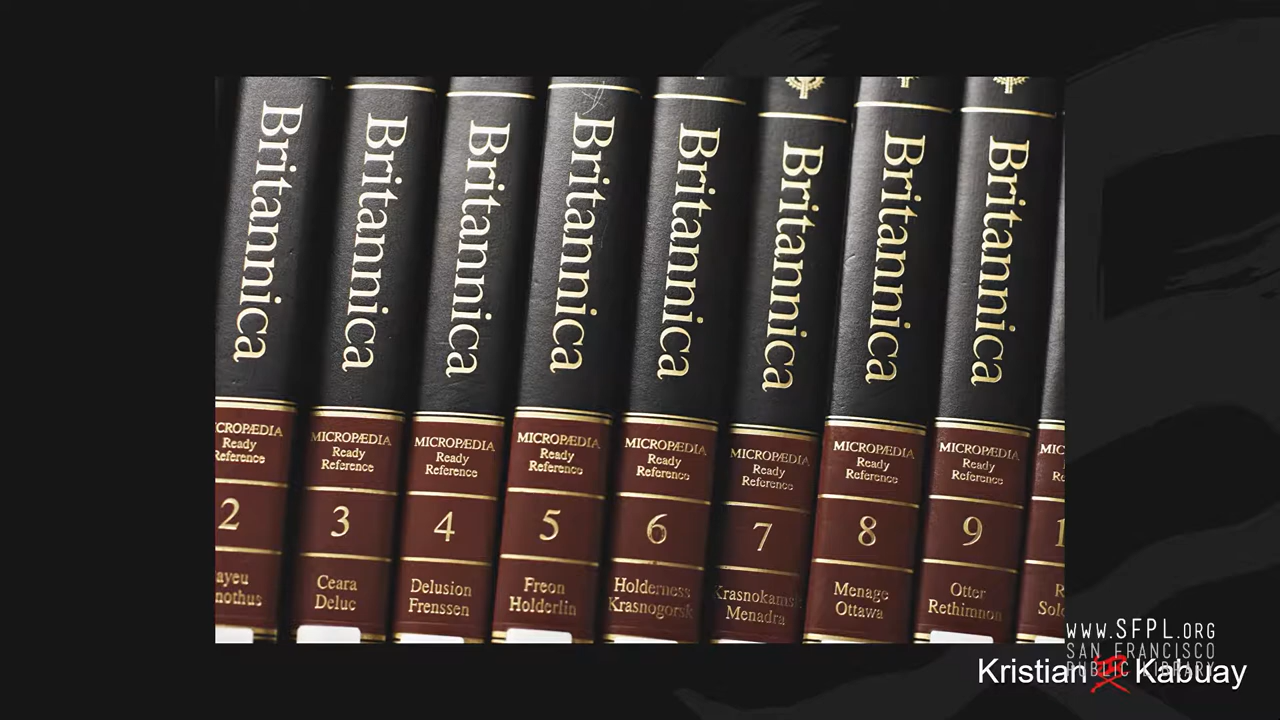 Britannica
MICROPÆDIA
Ready
Reference
2
Britannica
MICROPÆDIA
Ready
Reference
3
Ceara
Deluc
Britannica
MICROPÆDIA
Ready
Reference
4
Delusion
Frenssen
Britannica
MICROPÆDIA
Ready
Reference
5
Freon
Holderlin
Britannica
MICROPÆDIA
Ready
Reference
6
Holderness
Krasnogorsk
Britannica
MICROPÆDIA
Ready
Reference
7
Krasnokamsk
Menadra
Britannica
MICROPÆDIA
Ready
Reference
8
Menage
Ottawa
Britannica
MICROPÆDIA
Ready
Reference
9
Otter
Rethimnon
WWW.SFPL.ORG
SAN FRANCISCO
PUBLIC LIBRARY
Kristian Kabuay